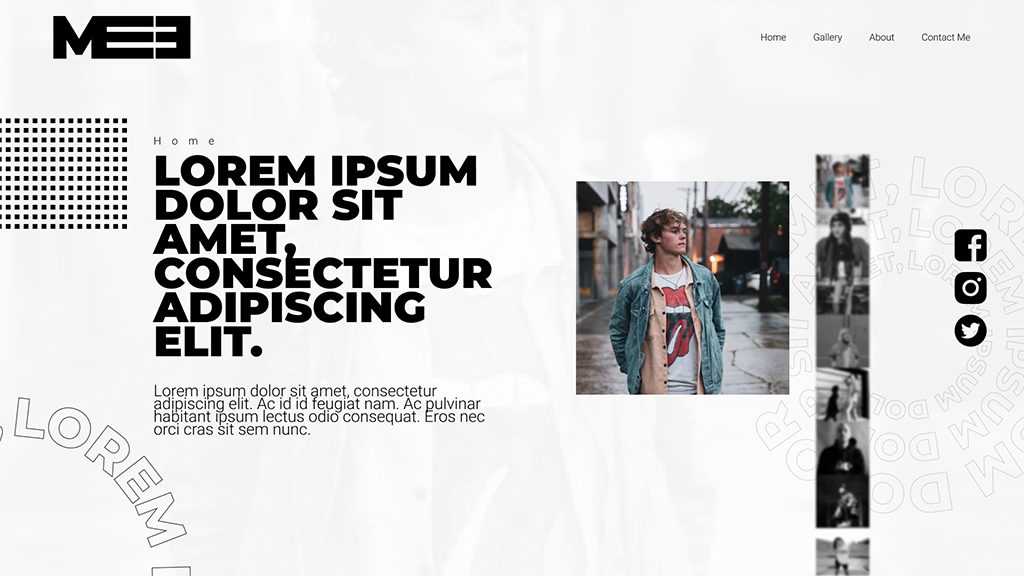 MEE
Home Gallery About Contact Me
Home
LOREM IPSUM
DOLOR SIT
AMET,
CONSECTETUR
ADIPISCING
ELIT.
Lorem ipsum dolor sit amet, consectetur
adipiscing elit. Ac id id feugiat nam. Ac pulvinar
habitant ipsum lectus odio consequat. Eros nec
orci cras sit sem nunc.
LOREM
LOREM IPSUM DOLOR SIT AMET,
LOREM IPSUM DOLOR